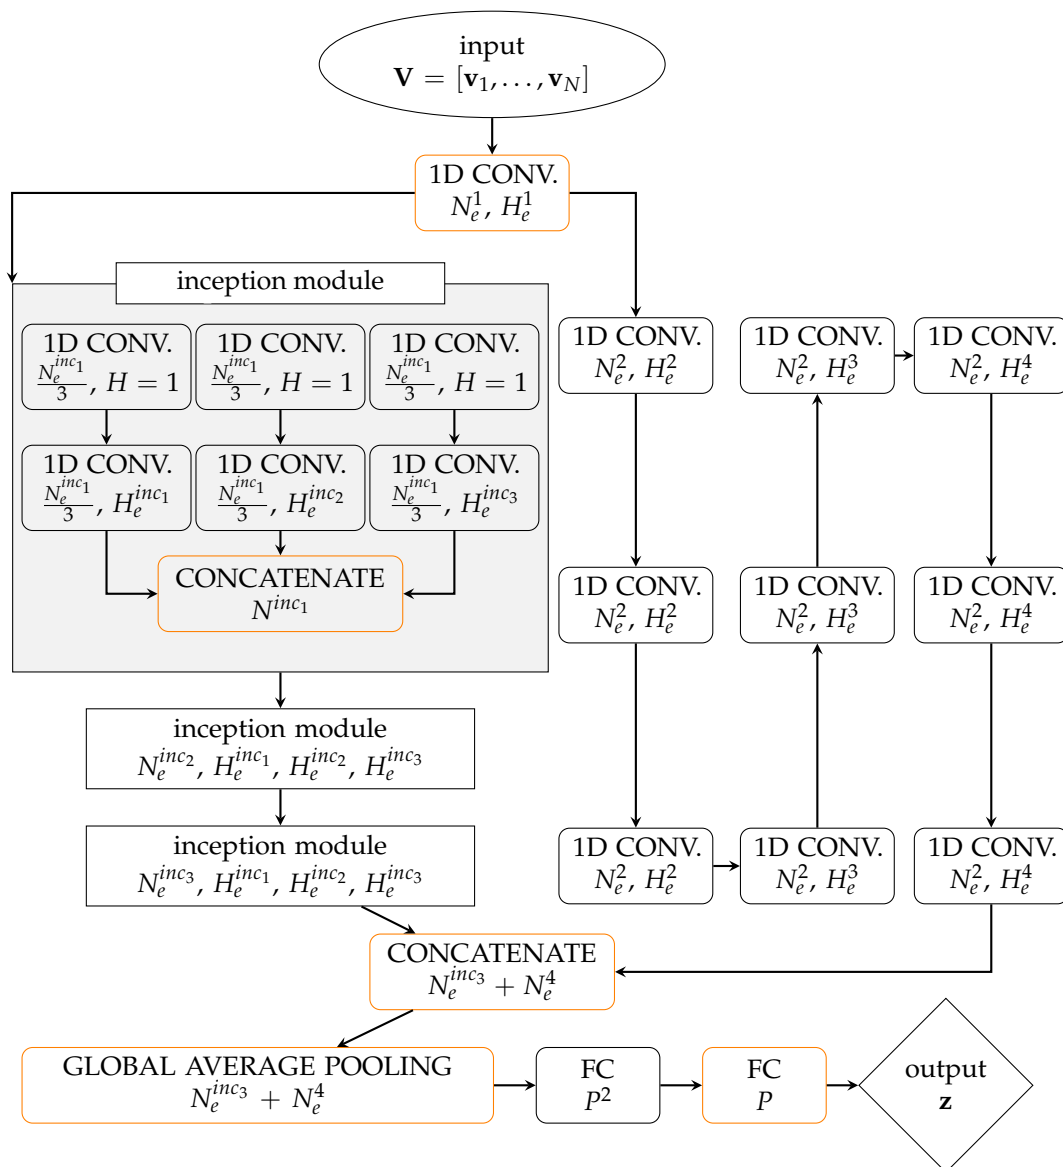 input
V = [v₁, . . . , v_N]
1D CONV.
N_e^1, H_e^1
inception module
1D CONV.
N_e^{inc_1}/3, H = 1
1D CONV.
N_e^{inc_1}/3, H = 1
1D CONV.
N_e^{inc_1}/3, H = 1
1D CONV.
N_e^{inc_1}/3, H_e^{inc_1}
1D CONV.
N_e^{inc_1}/3, H_e^{inc_2}
1D CONV.
N_e^{inc_1}/3, H_e^{inc_3}
CONCATENATE
N^{inc_1}
inception module
N_e^{inc_2}, H_e^{inc_1}, H_e^{inc_2}, H_e^{inc_3}
inception module
N_e^{inc_3}, H_e^{inc_1}, H_e^{inc_2}, H_e^{inc_3}
1D CONV.
N_e^2, H_e^2
1D CONV.
N_e^2, H_e^2
1D CONV.
N_e^2, H_e^2
1D CONV.
N_e^2, H_e^3
1D CONV.
N_e^2, H_e^3
1D CONV.
N_e^2, H_e^3
1D CONV.
N_e^2, H_e^4
1D CONV.
N_e^2, H_e^4
1D CONV.
N_e^2, H_e^4
CONCATENATE
N_e^{inc_3} + N_e^4
GLOBAL AVERAGE POOLING
N_e^{inc_3} + N_e^4
FC
P^2
FC
P
output
z